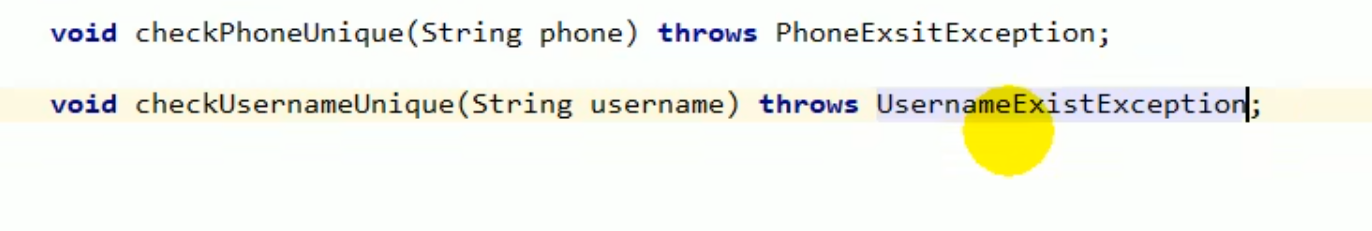 void checkPhoneUnique(String phone) throws PhoneExsitException;
void checkUsernameUnique(String username) throws UsernameExistException;